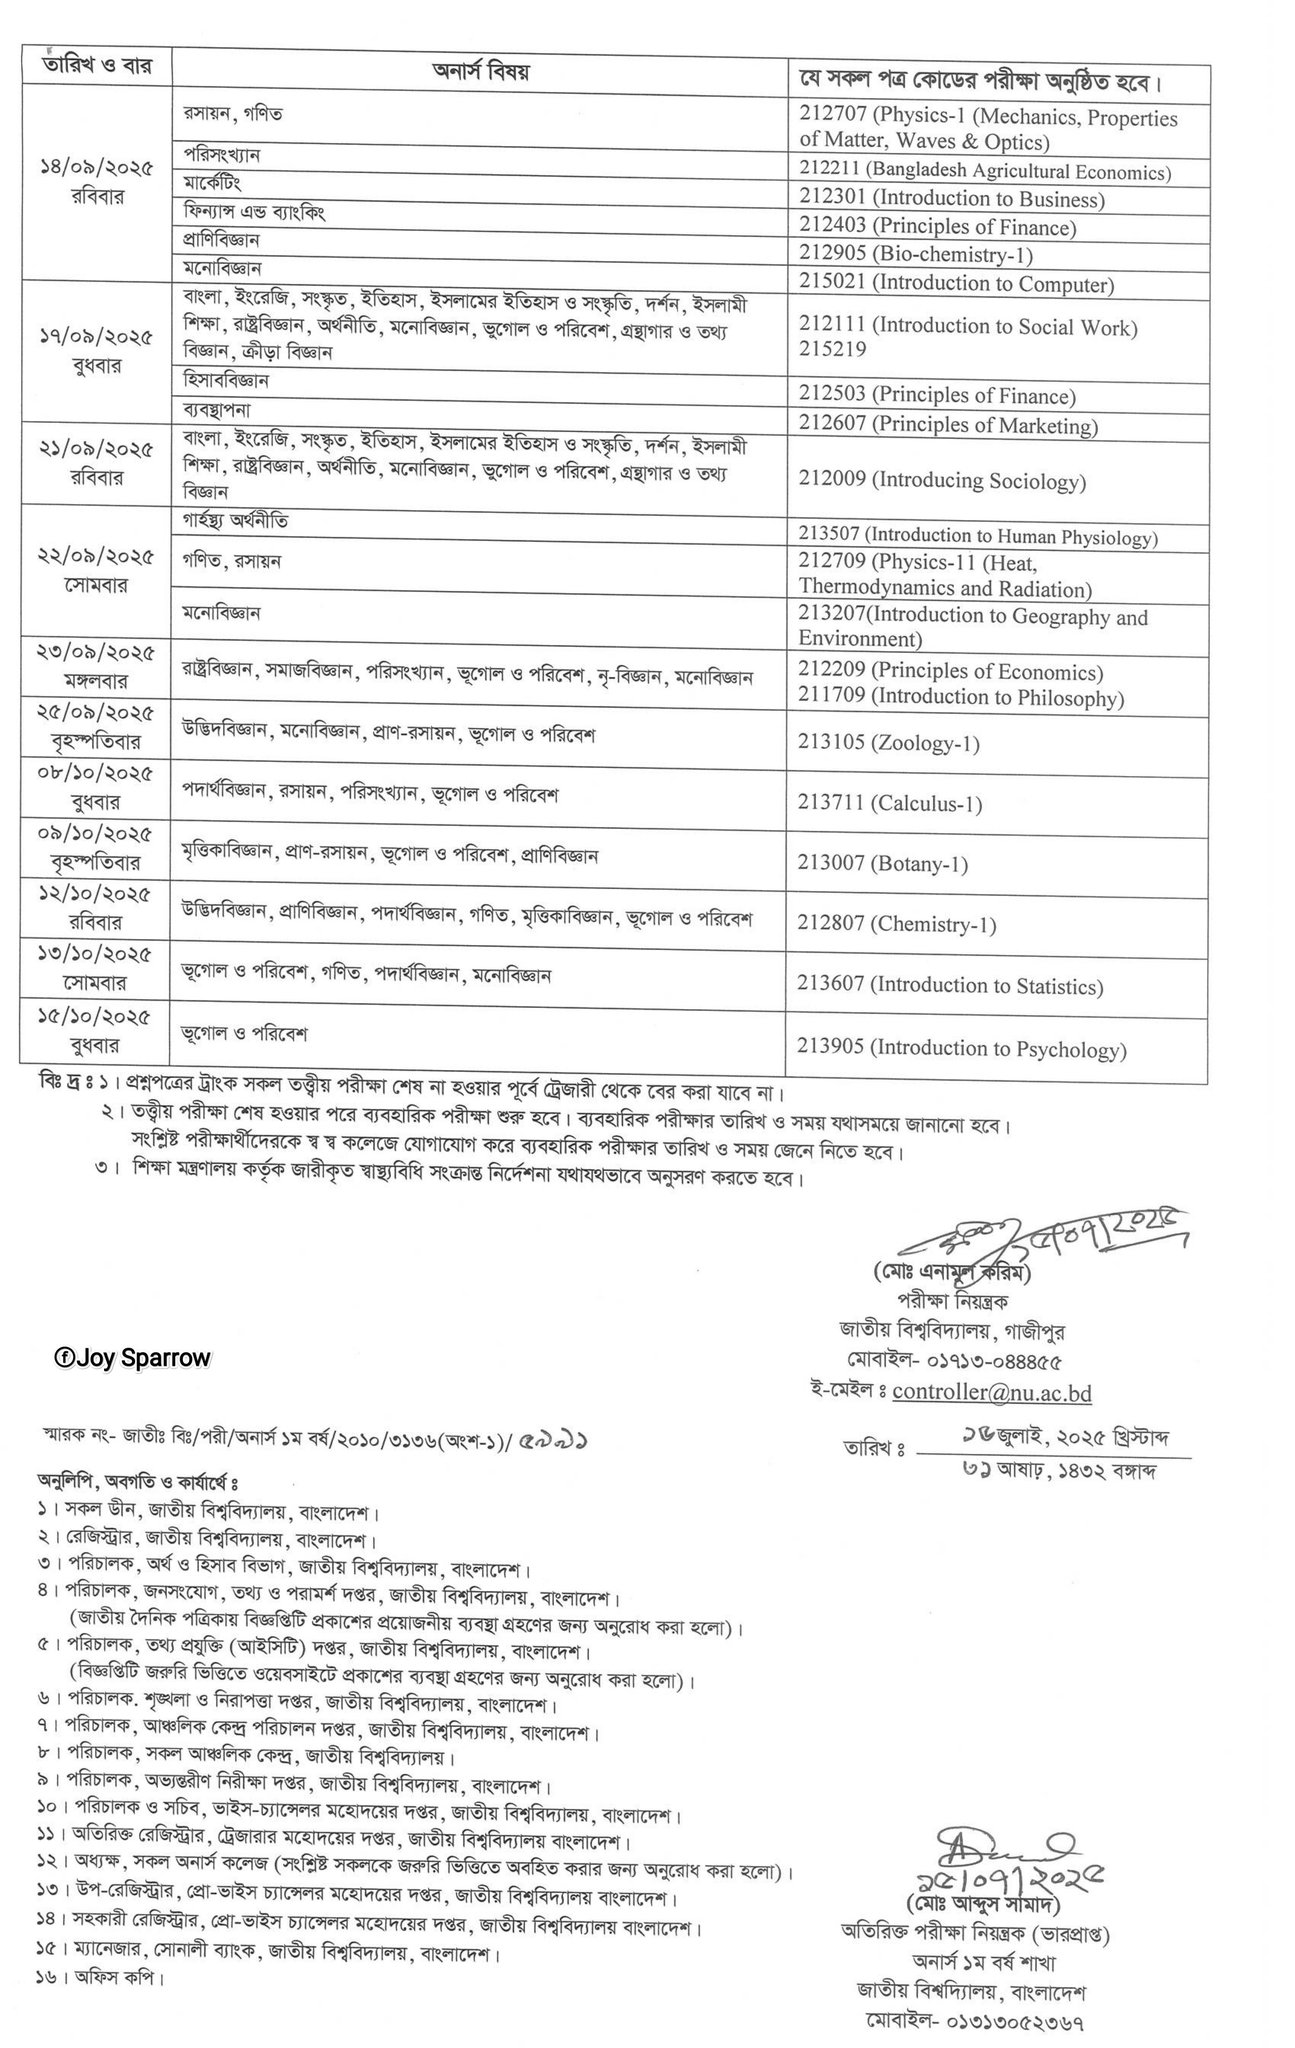 তারিখ ও বার অনার্স বিষয় যে সকল পত্র কোডের পরীক্ষা অনুষ্ঠিত হবে।
১৪/০৯/২০২৫
রবিবার
রসায়ন, গণিত
212707 (Physics-1 (Mechanics, Properties
of Matter, Waves & Optics)
পরিসংখ্যান
212211 (Bangladesh Agricultural Economics)
মার্কেটিং
212301 (Introduction to Business)
ফিন্যান্স এন্ড ব্যাংকিং
212403 (Principles of Finance)
প্রাণিবিজ্ঞান
212905 (Bio-chemistry-1)
মনোবিজ্ঞান
215021 (Introduction to Computer)
১৭/০৯/২০২৫
বুধবার
বাংলা, ইংরেজি, সংস্কৃত, ইতিহাস, ইসলামের ইতিহাস ও সংস্কৃতি, দর্শন, ইসলামী
শিক্ষা, রাষ্ট্রবিজ্ঞান, অর্থনীতি, মনোবিজ্ঞান, ভুগোল ও পরিবেশ, গ্রন্থাগার ও তথ্য
বিজ্ঞান, ক্রীড়া বিজ্ঞান
212111 (Introduction to Social Work)
215219
হিসাববিজ্ঞান
212503 (Principles of Finance)
ব্যবস্থাপনা
212607 (Principles of Marketing)
২১/০৯/২০২৫
রবিবার
বাংলা, ইংরেজি, সংস্কৃত, ইতিহাস, ইসলামের ইতিহাস ও সংস্কৃতি, দর্শন, ইসলামী
শিক্ষা, রাষ্ট্রবিজ্ঞান, অর্থনীতি, মনোবিজ্ঞান, ভুগোল ও পরিবেশ, গ্রন্থাগার ও তথ্য
বিজ্ঞান
212009 (Introducing Sociology)
২২/০৯/২০২৫
সোমবার
গার্হস্থ্য অর্থনীতি
213507 (Introduction to Human Physiology)
গণিত, রসায়ন
212709 (Physics-11 (Heat,
Thermodynamics and Radiation)
মনোবিজ্ঞান
213207(Introduction to Geography and
Environment)
২৩/০৯/২০২৫
মঙ্গলবার
রাষ্ট্রবিজ্ঞান, সমাজবিজ্ঞান, পরিসংখ্যান, ভূগোল ও পরিবেশ, নৃ-বিজ্ঞান, মনোবিজ্ঞান
212209 (Principles of Economics)
211709 (Introduction to Philosophy)
২৫/০৯/২০২৫
বৃহস্পতিবার
উদ্ভিদবিজ্ঞান, মনোবিজ্ঞান, প্রাণ-রসায়ন, ভূগোল ও পরিবেশ
213105 (Zoology-1)
০৮/১০/২০২৫
বুধবার
পদার্থবিজ্ঞান, রসায়ন, পরিসংখ্যান, ভূগোল ও পরিবেশ
213711 (Calculus-1)
০৯/১০/২০২৫
বৃহস্পতিবার
মৃত্তিকাবিজ্ঞান, প্রাণ-রসায়ন, ভূগোল ও পরিবেশ, প্রাণিবিজ্ঞান
213007 (Botany-1)
১২/১০/২০২৫
রবিবার
উদ্ভিদবিজ্ঞান, প্রাণিবিজ্ঞান, পদার্থবিজ্ঞান, গণিত, মৃত্তিকাবিজ্ঞান, ভূগোল ও পরিবেশ
212807 (Chemistry-1)
১৩/১০/২০২৫
সোমবার
ভূগোল ও পরিবেশ, গণিত, পদার্থবিজ্ঞান, মনোবিজ্ঞান
213607 (Introduction to Statistics)
১৫/১০/২০২৫
বুধবার
ভূগোল ও পরিবেশ
213905 (Introduction to Psychology)
বিঃ দ্রঃ ১। প্রশ্নপত্রের ট্রাংক সকল তত্ত্বীয় পরীক্ষা শেষ না হওয়ার পূর্বে ট্রেজারী থেকে বের করা যাবে না।
২। তত্ত্বীয় পরীক্ষা শেষ হওয়ার পরে ব্যবহারিক পরীক্ষা শুরু হবে। ব্যবহারিক পরীক্ষার তারিখ ও সময় যথাসময়ে জানানো হবে।
সংশ্লিষ্ট পরীক্ষার্থীদেরকে স্ব স্ব কলেজে যোগাযোগ করে ব্যবহারিক পরীক্ষার তারিখ ও সময় জেনে নিতে হবে।
৩। শিক্ষা মন্ত্রণালয় কর্তৃক জারীকৃত স্বাস্থ্যবিধি সংক্রান্ত নির্দেশনা যথাযথভাবে অনুসরণ করতে হবে।
১৫/০৭/২০২৫
(মোঃ এনামুল করিম)
পরীক্ষা নিয়ন্ত্রক
জাতীয় বিশ্ববিদ্যালয়, গাজীপুর
মোবাইল- ০১৭১৩-০৪৪৪৫৫
ই-মেইল : controller@nu.ac.bd
Joy Sparrow
স্মারক নং- জাতীঃ বিঃ/পরী/অনার্স ১ম বর্ষ/২০১০/৩১৩৬(অংশ-১)/ ৫৯৯১
তারিখ : ১৫ জুলাই, ২০২৫ খ্রিস্টাব্দ
৩১ আষাঢ়, ১৪৩২ বঙ্গাব্দ
অনুলিপি, অবগতি ও কার্যার্থে :
১। সকল ডীন, জাতীয় বিশ্ববিদ্যালয়, বাংলাদেশ।
২। রেজিস্ট্রার, জাতীয় বিশ্ববিদ্যালয়, বাংলাদেশ।
৩। পরিচালক, অর্থ ও হিসাব বিভাগ, জাতীয় বিশ্ববিদ্যালয়, বাংলাদেশ।
৪। পরিচালক, জনসংযোগ, তথ্য ও পরামর্শ দপ্তর, জাতীয় বিশ্ববিদ্যালয়, বাংলাদেশ।
(জাতীয় দৈনিক পত্রিকায় বিজ্ঞপ্তিটি প্রকাশের প্রয়োজনীয় ব্যবস্থা গ্রহণের জন্য অনুরোধ করা হলো)।
৫। পরিচালক, তথ্য প্রযুক্তি (আইসিটি) দপ্তর, জাতীয় বিশ্ববিদ্যালয়, বাংলাদেশ।
(বিজ্ঞপ্তিটি জরুরি ভিত্তিতে ওয়েবসাইটে প্রকাশের ব্যবস্থা গ্রহণের জন্য অনুরোধ করা হলো)।
৬। পরিচালক. শৃঙ্খলা ও নিরাপত্তা দপ্তর, জাতীয় বিশ্ববিদ্যালয়, বাংলাদেশ।
৭। পরিচালক, আঞ্চলিক কেন্দ্র পরিচালন দপ্তর, জাতীয় বিশ্ববিদ্যালয়, বাংলাদেশ।
৮। পরিচালক, সকল আঞ্চলিক কেন্দ্র, জাতীয় বিশ্ববিদ্যালয়।
৯। পরিচালক, অভ্যন্তরীণ নিরীক্ষা দপ্তর, জাতীয় বিশ্ববিদ্যালয়, বাংলাদেশ।
১০। পরিচালক ও সচিব, ভাইস-চ্যান্সেলর মহোদয়ের দপ্তর, জাতীয় বিশ্ববিদ্যালয়, বাংলাদেশ।
১১। অতিরিক্ত রেজিস্ট্রার, ট্রেজারার মহোদয়ের দপ্তর, জাতীয় বিশ্ববিদ্যালয় বাংলাদেশ।
১২। অধ্যক্ষ, সকল অনার্স কলেজ (সংশ্লিষ্ট সকলকে জরুরি ভিত্তিতে অবহিত করার জন্য অনুরোধ করা হলো)।
১৩। উপ-রেজিস্ট্রার, প্রো-ভাইস চ্যান্সেলর মহোদয়ের দপ্তর, জাতীয় বিশ্ববিদ্যালয় বাংলাদেশ।
১৪। সহকারী রেজিস্ট্রার, প্রো-ভাইস চ্যান্সেলর মহোদয়ের দপ্তর, জাতীয় বিশ্ববিদ্যালয় বাংলাদেশ।
১৫। ম্যানেজার, সোনালী ব্যাংক, জাতীয় বিশ্ববিদ্যালয়, বাংলাদেশ।
১৬। অফিস কপি।
১৫/০৭/২০২৫
(মোঃ আব্দুস সামাদ)
অতিরিক্ত পরীক্ষা নিয়ন্ত্রক (ভারপ্রাপ্ত)
অনার্স ১ম বর্ষ শাখা
জাতীয় বিশ্বদ্যিালয়, বাংলাদেশ
মোবাইল- ০১৩১৩০৫২৩৬৭